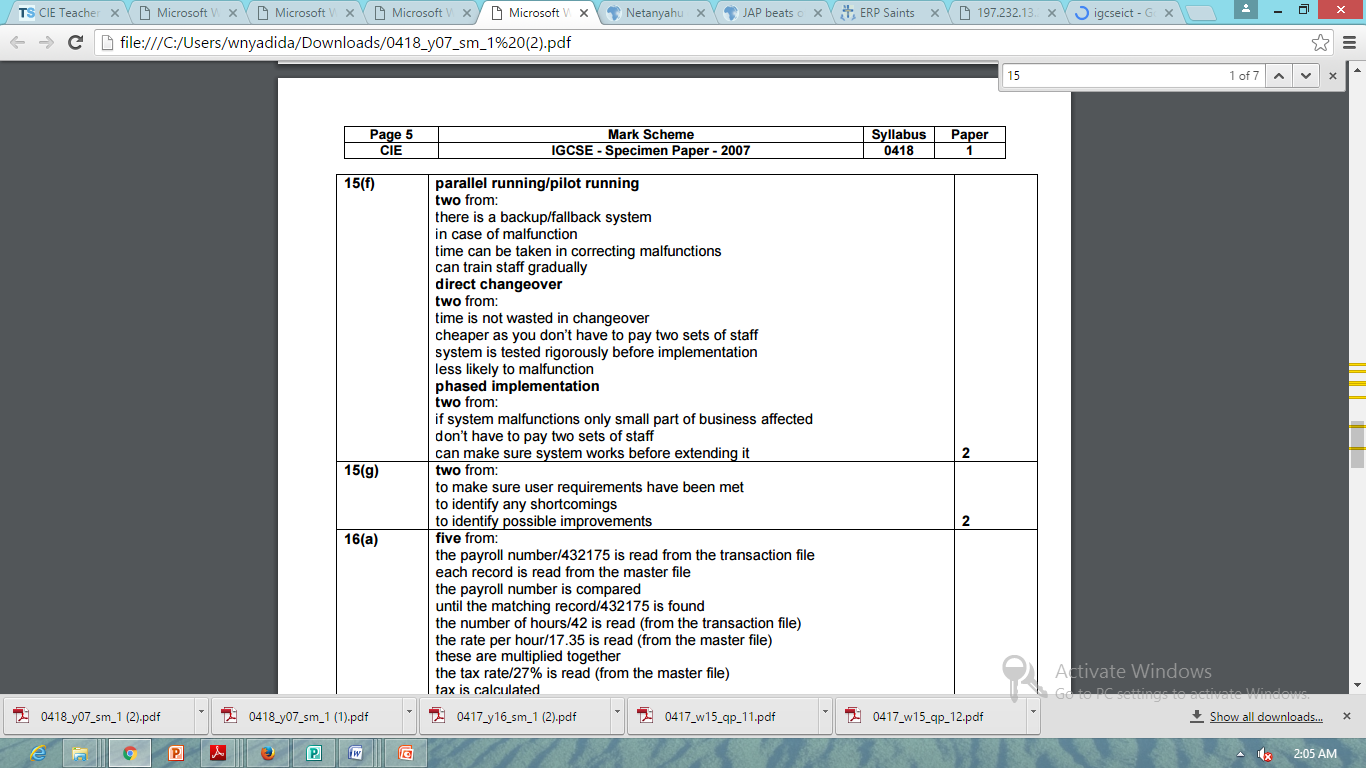 CIE Teacher
Microsoft W
Microsoft W
Microsoft W
Microsoft W
Netanyahu
JAP beats o
ERP Saints
197.232.13
igcseict - G
file:///C:/Users/wnyadida/Downloads/0418_y07_sm_1%20(2).pdf
15 1 of 7
Page 5 Mark Scheme Syllabus Paper
CIE IGCSE - Specimen Paper - 2007 0418 1
15(f) parallel running/pilot running
two from:
there is a backup/fallback system
in case of malfunction
time can be taken in correcting malfunctions
can train staff gradually
direct changeover
two from:
time is not wasted in changeover
cheaper as you don't have to pay two sets of staff
system is tested rigorously before implementation
less likely to malfunction
phased implementation
two from:
if system malfunctions only small part of business affected
don't have to pay two sets of staff
can make sure system works before extending it 2
15(g) two from:
to make sure user requirements have been met
to identify any shortcomings
to identify possible improvements 2
16(a) five from:
the payroll number/432175 is read from the transaction file
each record is read from the master file
the payroll number is compared
until the matching record/432175 is found
the number of hours/42 is read (from the transaction file)
the rate per hour/17.35 is read (from the master file)
these are multiplied together
the tax rate/27% is read (from the master file)
tax is calculated
Activate Windows
Go to PC settings to activate Windows.
0418_y07_sm_1 (2).pdf
0418_y07_sm_1 (1).pdf
0417_y16_sm_1 (2).pdf
0417_w15_qp_11.pdf
0417_w15_qp_12.pdf
Show all downloads...
2:05 AM